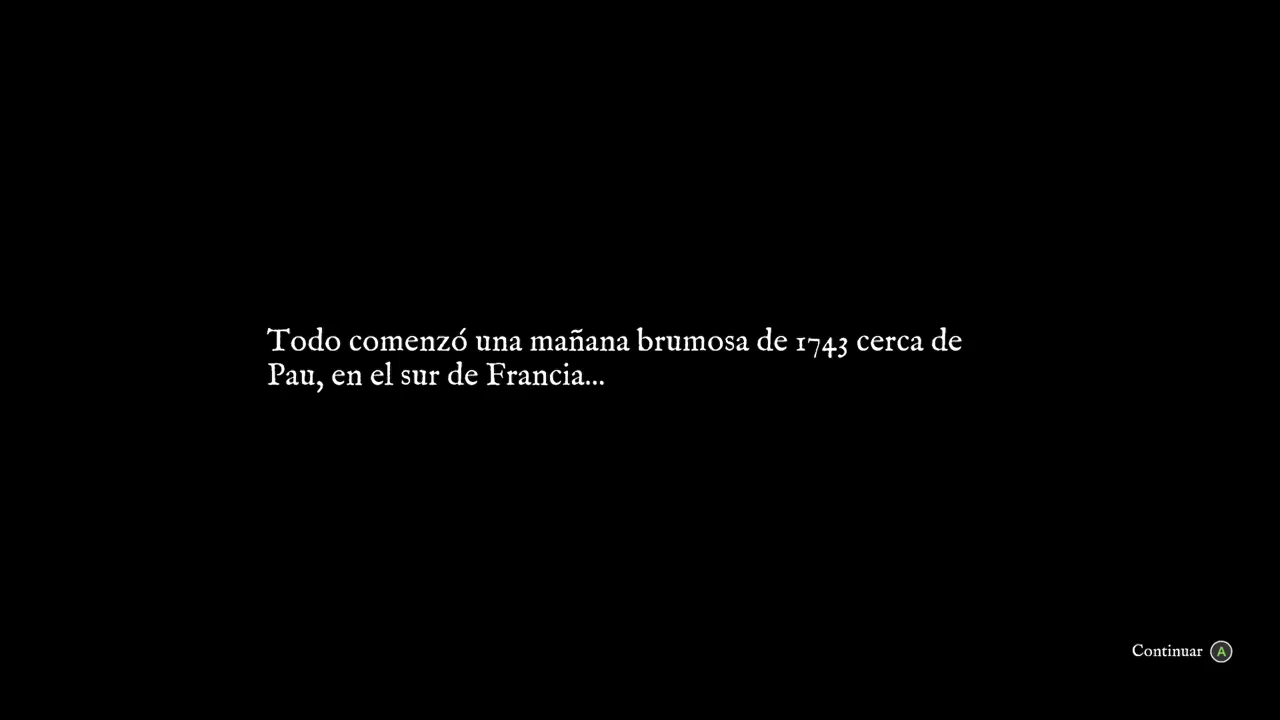 Todo comenzó una mañana brumosa de 1743 cerca de
Pau, en el sur de Francia...
Continuar A